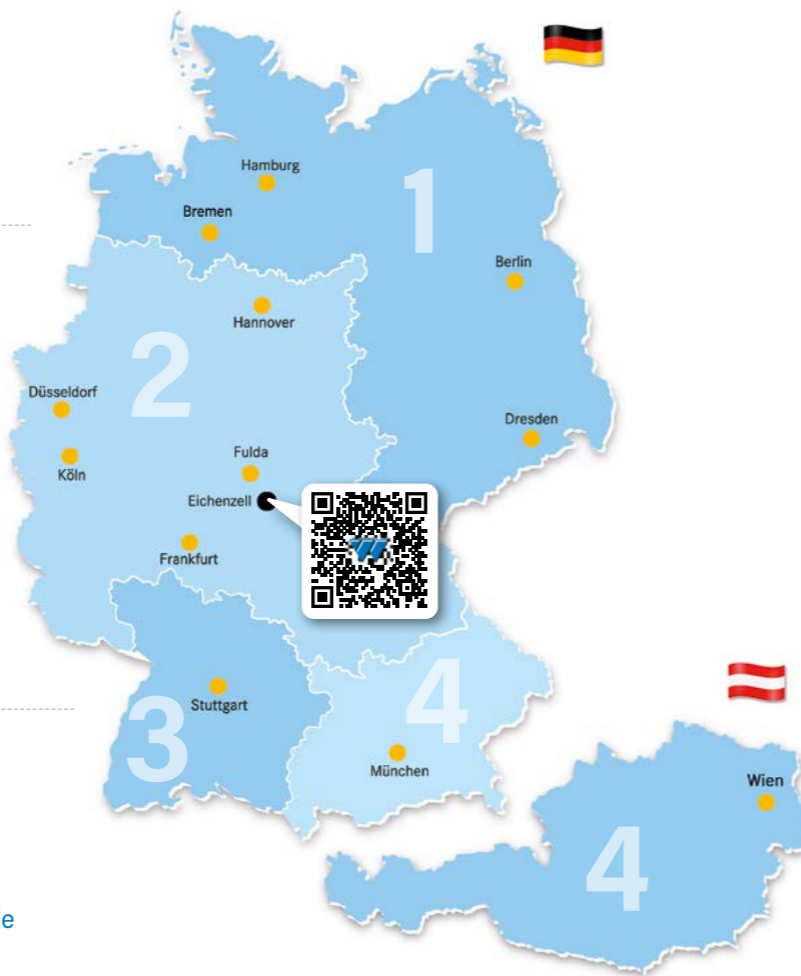 Hamburg
1
Bremen
Berlin
Hannover
2
Düsseldorf
Dresden
Köln
Fulda
Eichenzell
Frankfurt
4
Stuttgart
3
München
Wien
4
e